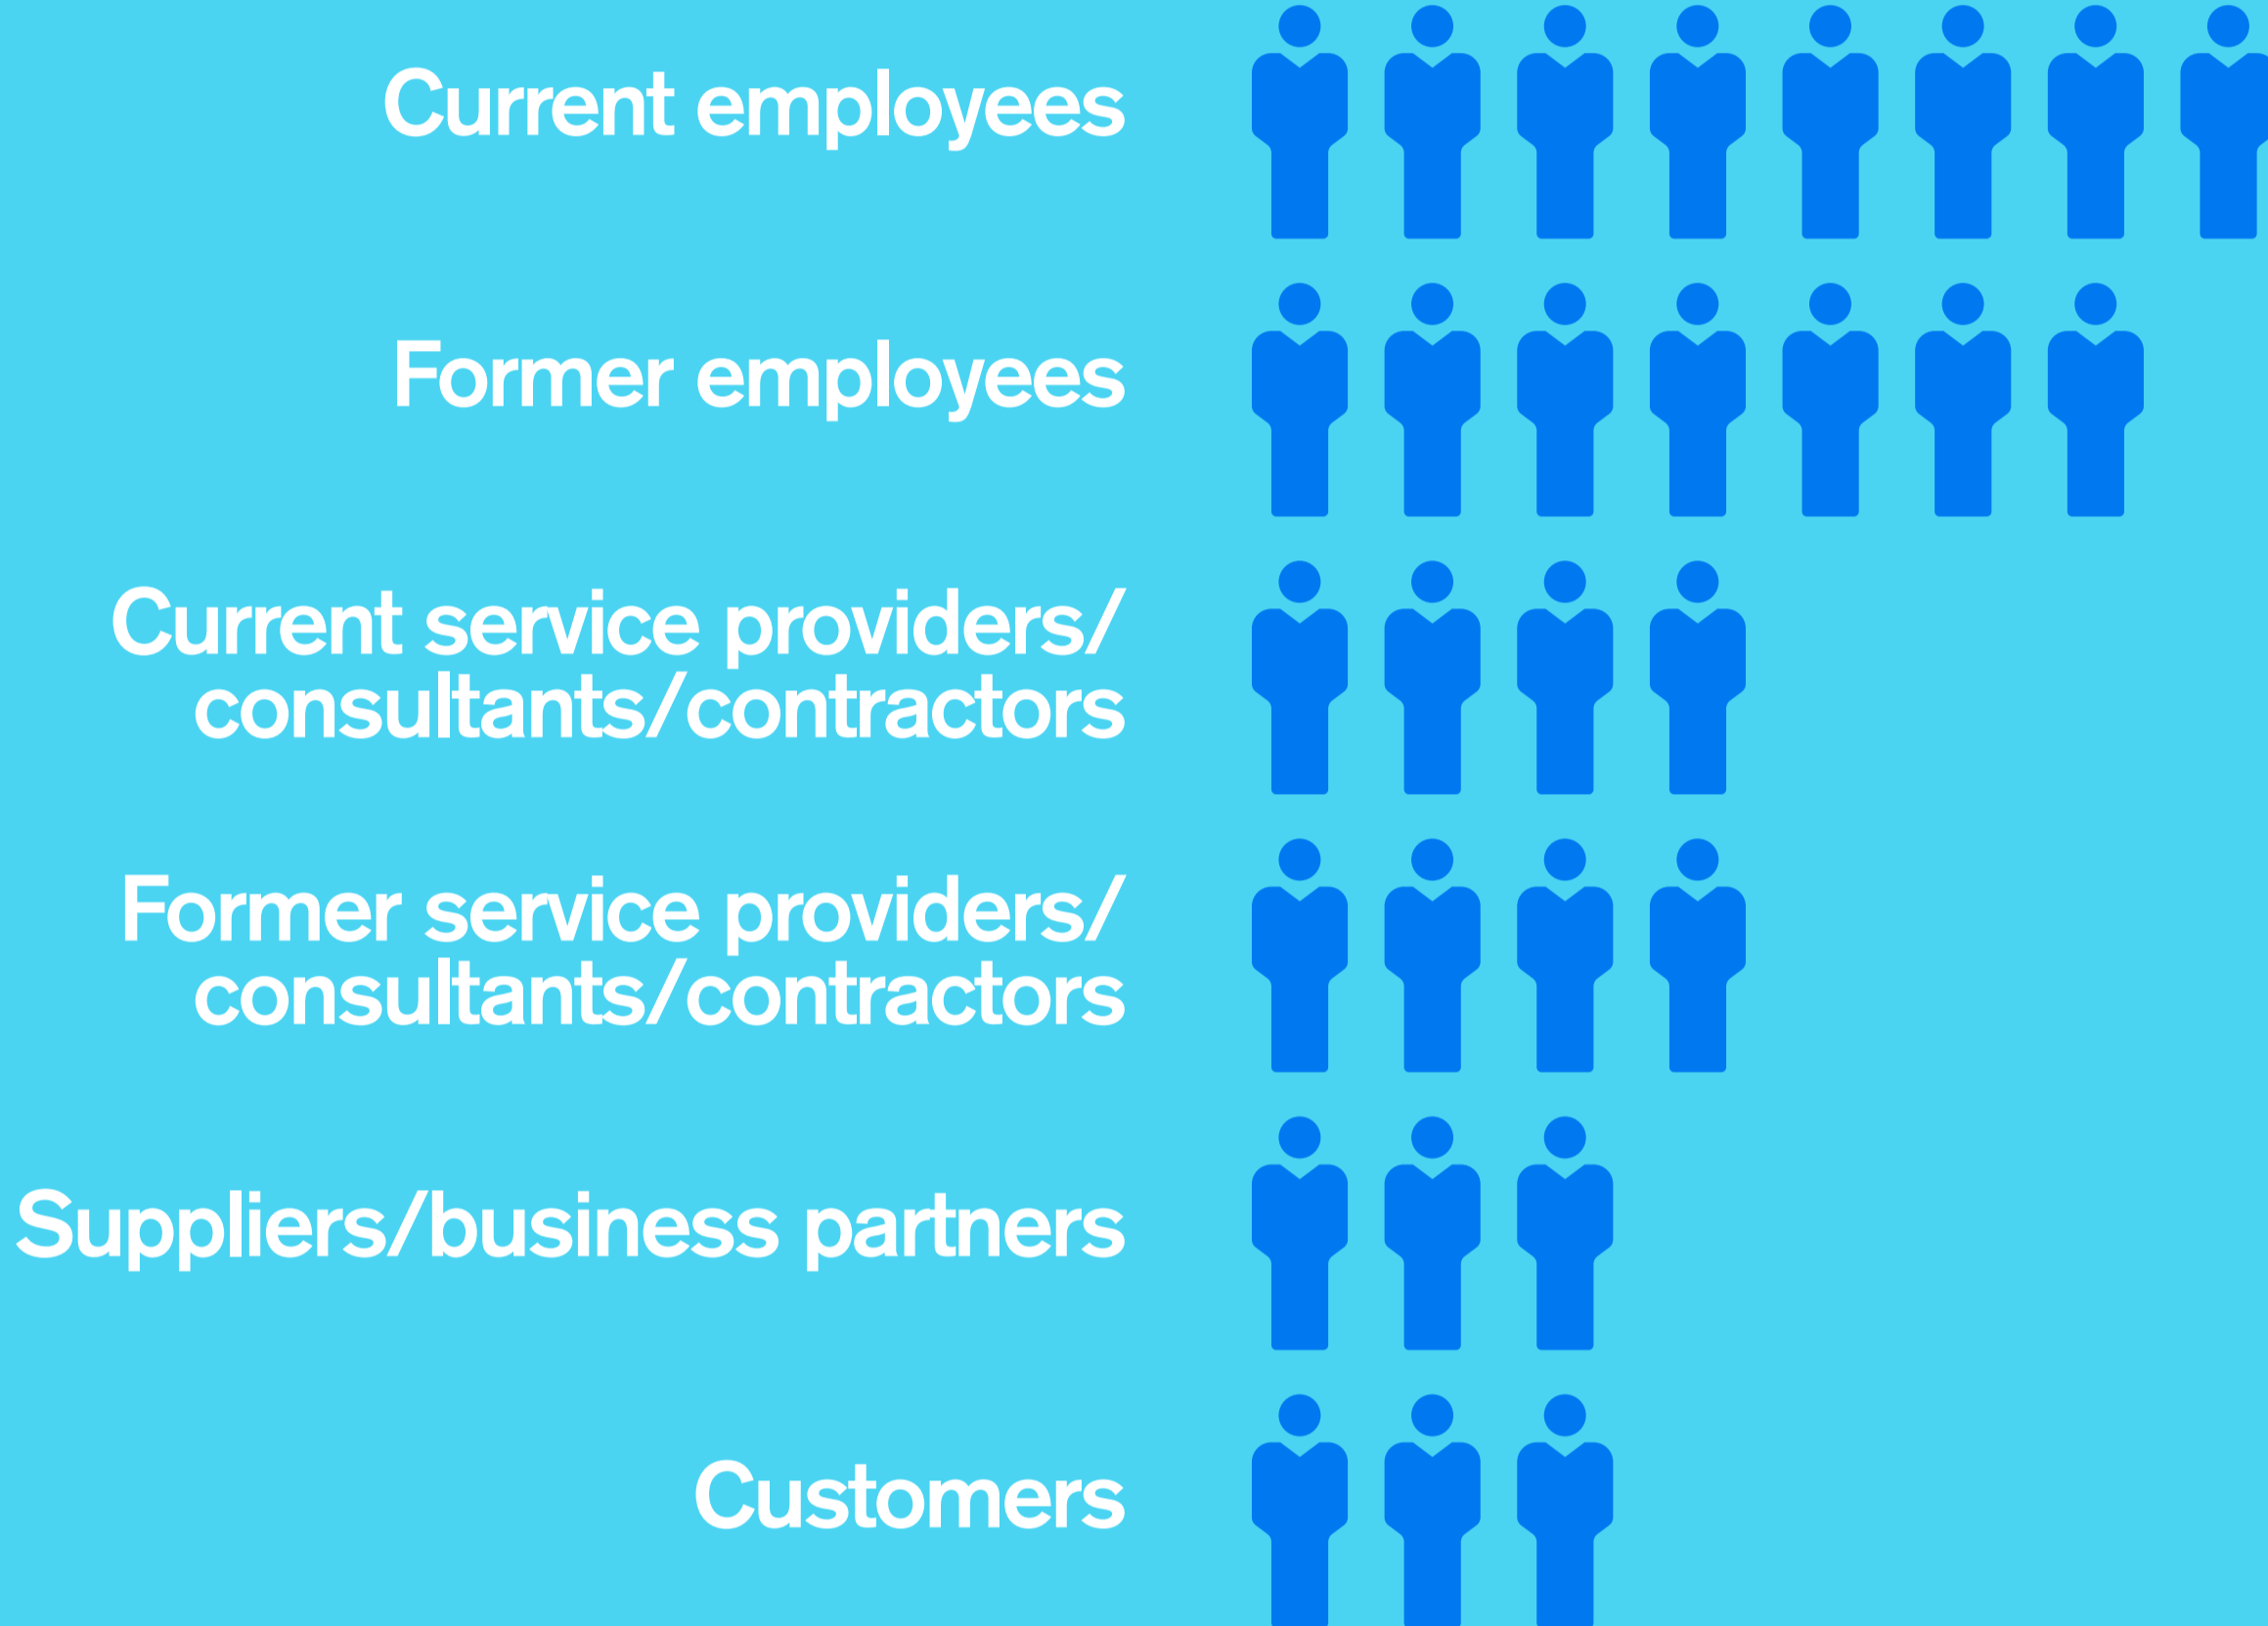 Current employees
Former employees
Current service providers/
consultants/contractors
Former service providers/
consultants/contractors
Suppliers/business partners
Customers